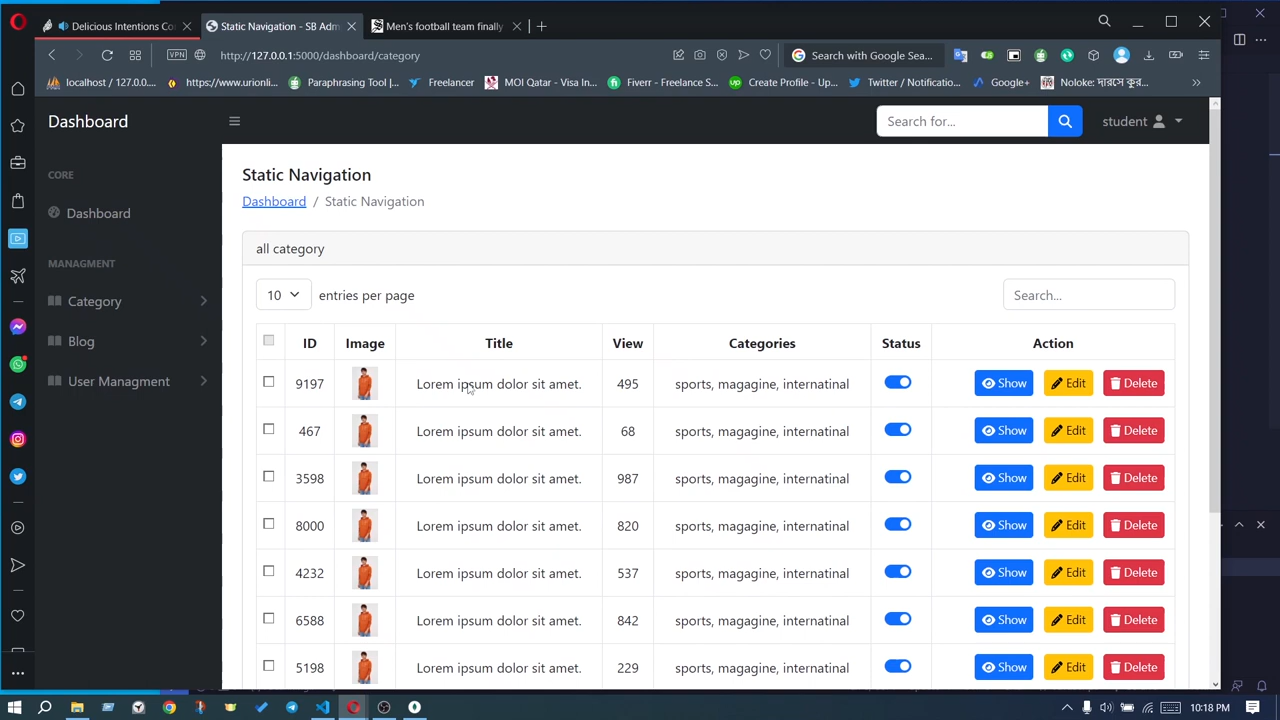 Delicious Intentions Co
Static Navigation - SB Adm
Men's football team finally
VPN
http://127.0.0.1:5000/dashboard/category
Search with Google Sea...
localhost / 127.0.0....
https://www.urionli...
Paraphrasing Tool |...
Freelancer
MOI Qatar - Visa In...
Fiverr - Freelance S...
Create Profile - Up...
Twitter / Notificatio...
Google+
Noloke: দারসে কুর...
Dashboard
Search for...
student
CORE
Dashboard
MANAGMENT
Category
Blog
User Managment
Static Navigation
Dashboard / Static Navigation
all category
10 entries per page
Search...
ID Image Title View Categories Status Action
9197 Lorem ipsum dolor sit amet. 495 sports, magagine, internatinal Show Edit Delete
467 Lorem ipsum dolor sit amet. 68 sports, magagine, internatinal Show Edit Delete
3598 Lorem ipsum dolor sit amet. 987 sports, magagine, internatinal Show Edit Delete
8000 Lorem ipsum dolor sit amet. 820 sports, magagine, internatinal Show Edit Delete
4232 Lorem ipsum dolor sit amet. 537 sports, magagine, internatinal Show Edit Delete
6588 Lorem ipsum dolor sit amet. 842 sports, magagine, internatinal Show Edit Delete
5198 Lorem ipsum dolor sit amet. 229 sports, magagine, internatinal Show Edit Delete
10:18 PM